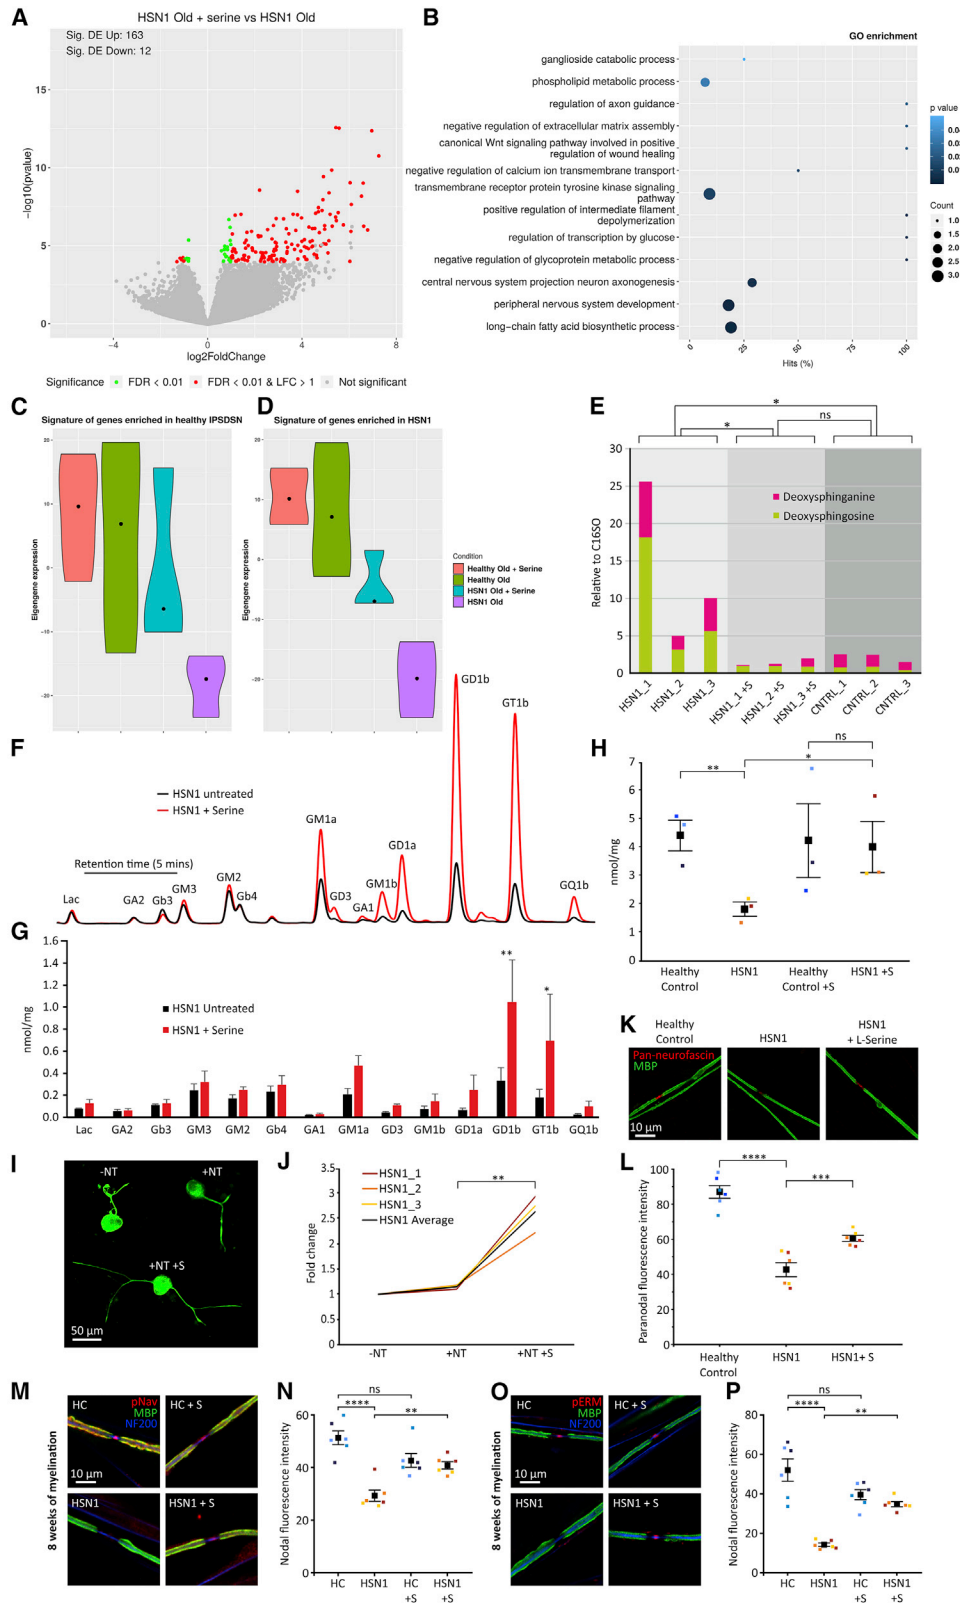 A
HSN1 Old + serine vs HSN1 Old
Sig. DE Up: 163
Sig. DE Down: 12
15
10
5
0
-4
0
4
8
-log10(pvalue)
log2FoldChange
Significance FDR < 0.01 FDR < 0.01 & LFC > 1 Not significant
B
GO enrichment
ganglioside catabolic process
phospholipid metabolic process
regulation of axon guidance
negative regulation of extracellular matrix assembly
canonical Wnt signaling pathway involved in positive
regulation of wound healing
negative regulation of calcium ion transmembrane transport
transmembrane receptor protein tyrosine kinase signaling
pathway
positive regulation of intermediate filament
depolymerization
regulation of transcription by glucose
negative regulation of glycoprotein metabolic process
central nervous system projection neuron axonogenesis
peripheral nervous system development
long-chain fatty acid biosynthetic process
0
25
50
75
100
Hits (%)
p value
0.04
0.03
0.02
0.01
Count
1.0
1.5
2.0
2.5
3.0
C
Signature of genes enriched in healthy IPSDSN
20
10
0
-10
-20
Eigengene expression
D
Signature of genes enriched in HSN1
20
10
0
-10
-20
Eigengene expression
Condition
Healthy Old + Serine
Healthy Old
HSN1 Old + Serine
HSN1 Old
E
*
*
ns
30
25
20
15
10
5
0
Relative to C16SO
Deoxysphinganine
Deoxysphingosine
HSN1_1
HSN1_2
HSN1_3
HSN1_1 +S
HSN1_2 +S
HSN1_3 +S
CNTRL_1
CNTRL_2
CNTRL_3
F
HSN1 untreated
HSN1 + Serine
Retention time (5 mins)
Lac
GA2
Gb3
GM3
GM2
Gb4
GM1a
GD3
GA1
GM1b
GD1a
GD1b
GT1b
GQ1b
G
1.6
1.4
1.2
1.0
0.8
0.6
0.4
0.2
0.0
nmol/mg
HSN1 Untreated
HSN1 + Serine
**
*
Lac GA2 Gb3 GM3 GM2 Gb4 GA1 GM1a GD3 GM1b GD1a GD1b GT1b GQ1b
H
ns
*
**
7
6
5
4
3
2
1
0
nmol/mg
Healthy
Control
HSN1
Healthy
Control +S
HSN1 +S
I
-NT
+NT
+NT +S
50 µm
J
3.5
3
2.5
2
1.5
1
0.5
0
Fold change
HSN1_1
HSN1_2
HSN1_3
HSN1 Average
**
-NT
+NT
+NT +S
K
Healthy
Control
HSN1
HSN1
+ L-Serine
Pan-neurofascin
MBP
10 µm
L
****
***
100
80
60
40
20
0
Paranodal fluorescence intensity
Healthy
Control
HSN1
HSN1+ S
M
8 weeks of myelination
HC
pNav
MBP
NF200
10 µm
HC + S
HSN1
HSN1 + S
N
ns
****
**
60
40
20
0
Nodal fluorescence intensity
HC
HSN1
HC
+S
HSN1
+S
O
8 weeks of myelination
HC
pERM
MBP
NF200
10 µm
HC + S
HSN1
HSN1 + S
P
ns
****
**
80
60
40
20
0
Nodal fluorescence intensity
HC
HSN1
HC
+S
HSN1
+S